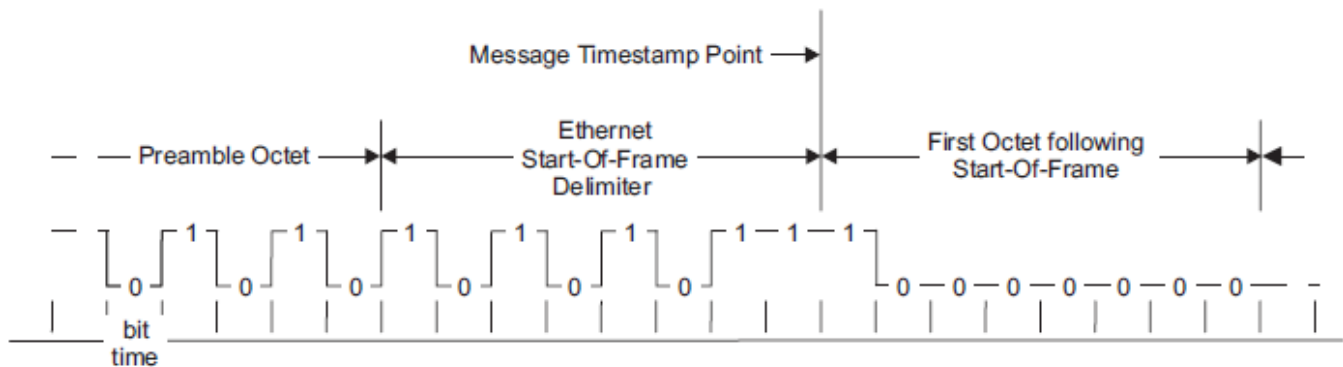 Message Timestamp Point
Preamble Octet
Ethernet
Start-Of-Frame
Delimiter
First Octet following
Start-Of-Frame
1 1 1 1 1 1 1 1
0 0 0 0 0 0 0 0 0 0 0 0 0
bit
time